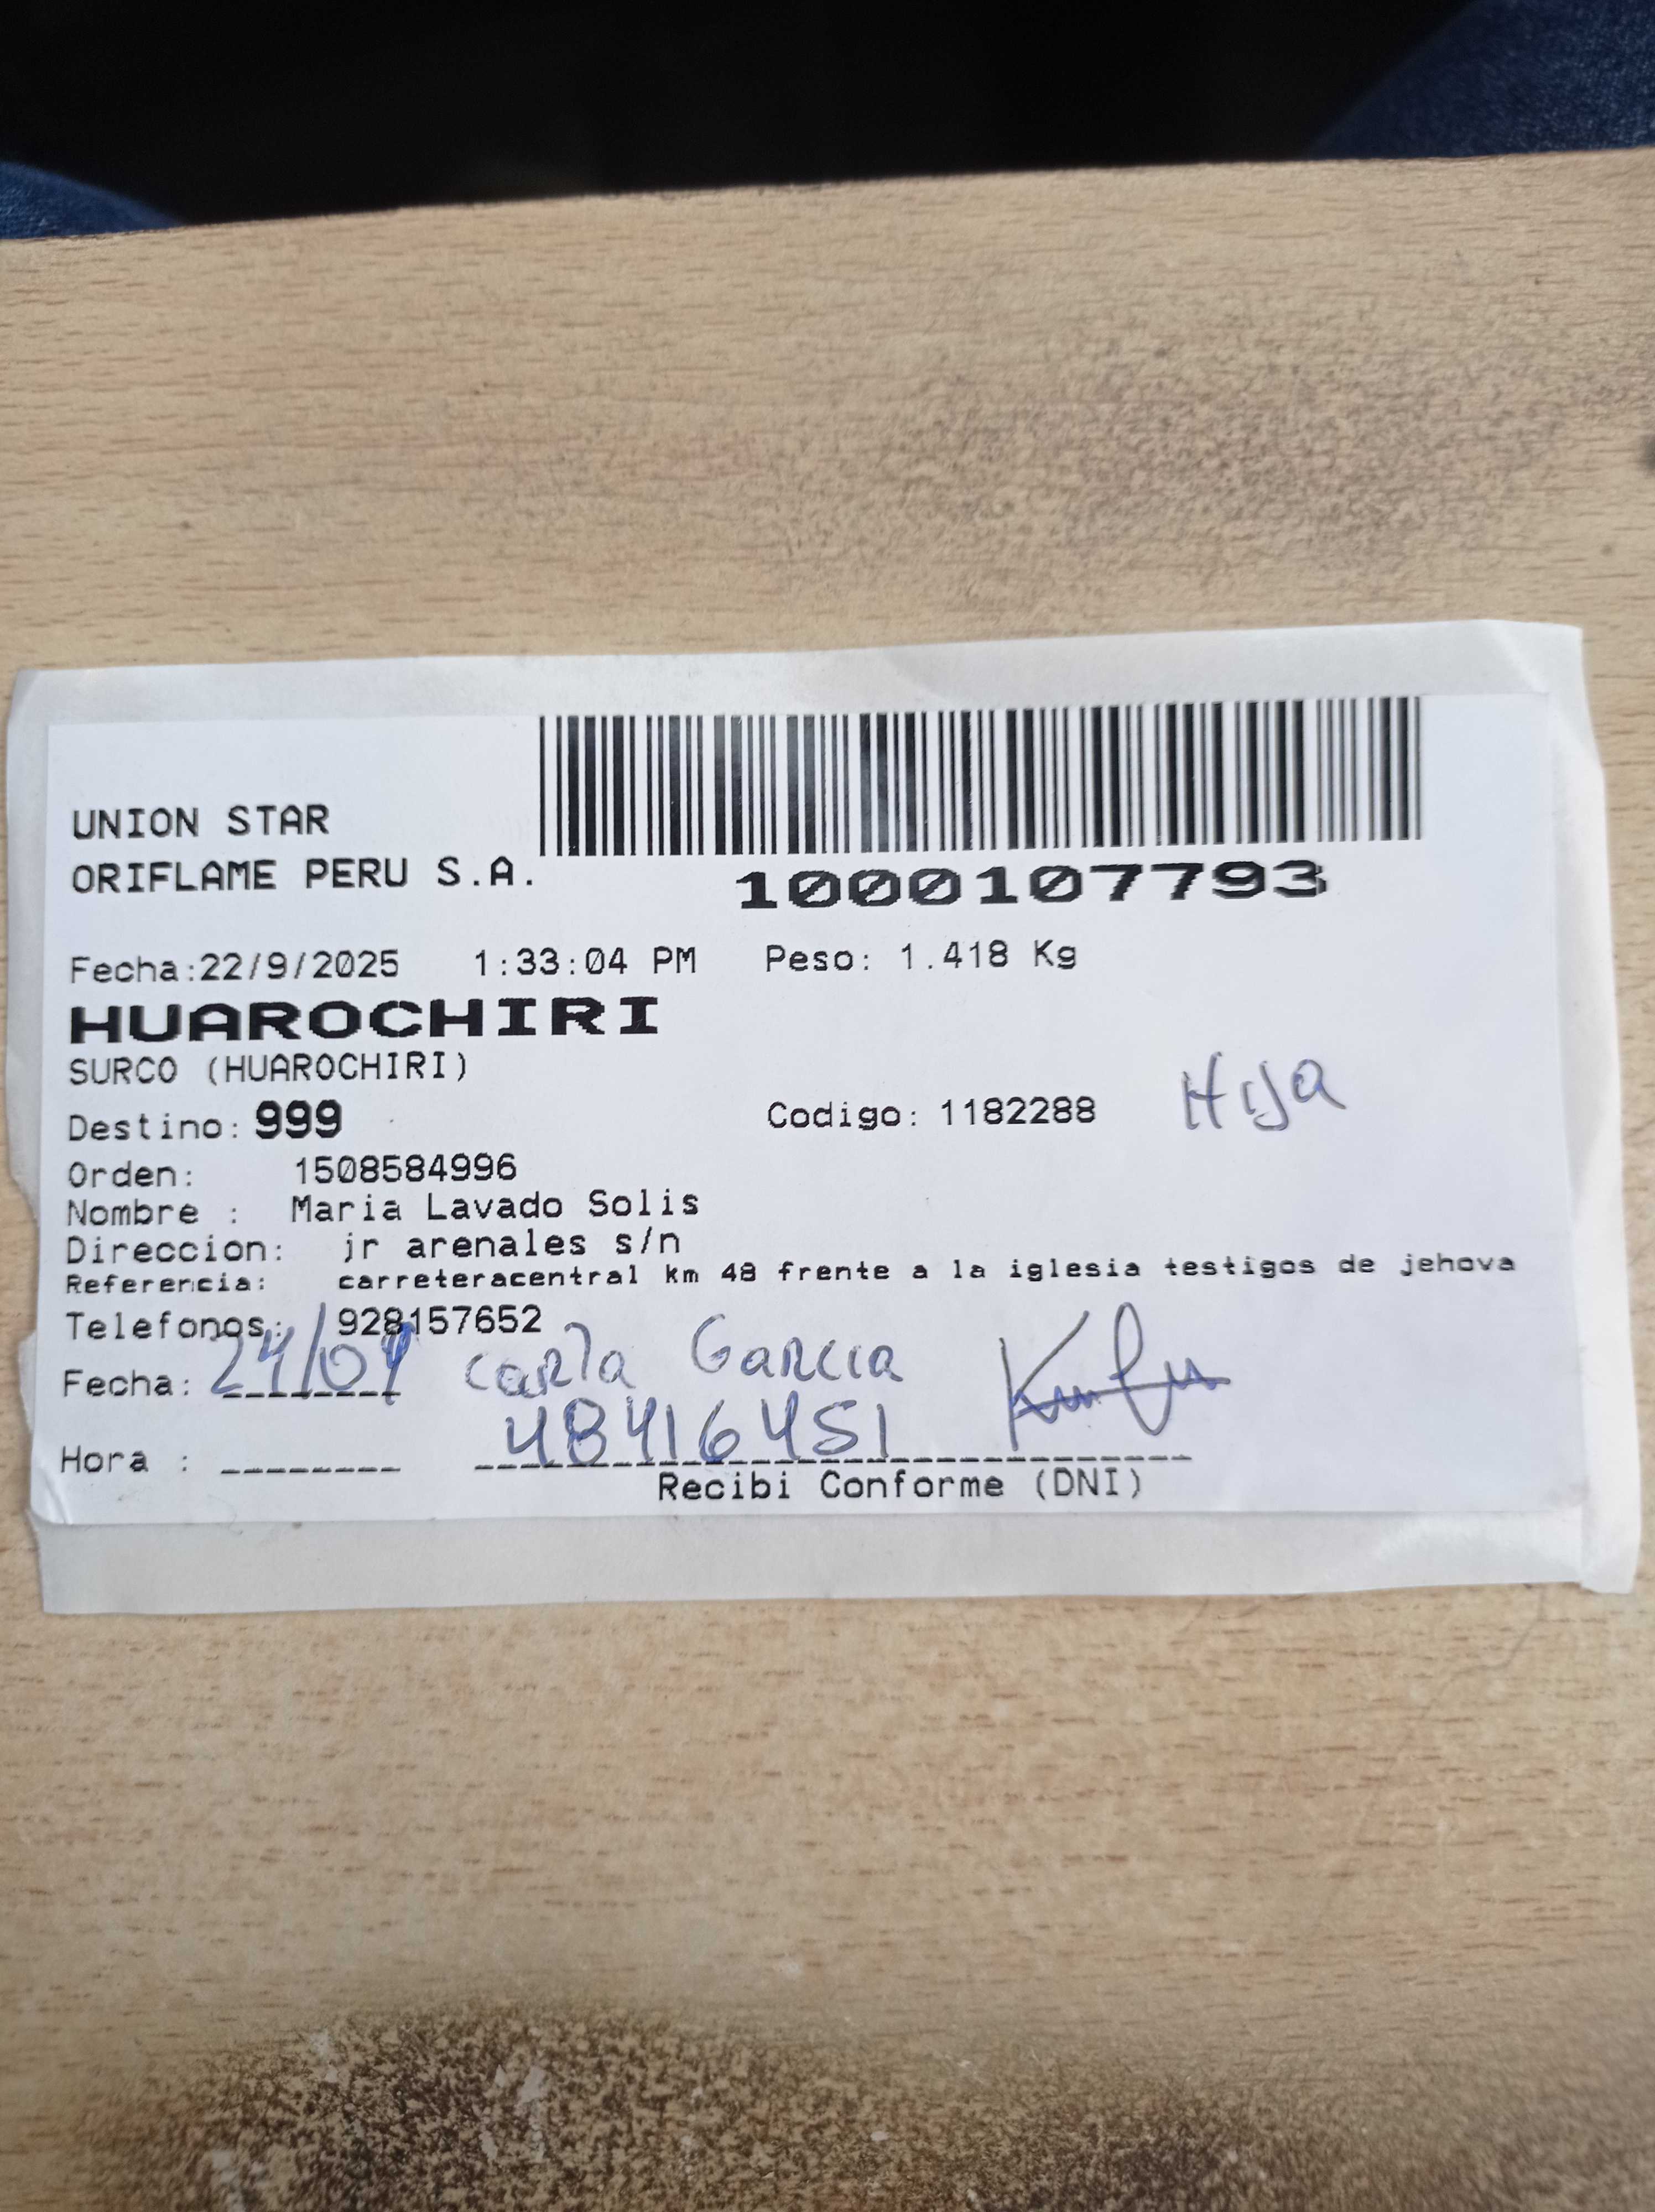 UNION STAR
ORIFLAME PERU S.A.
1000107793
Fecha:22/9/2025 1:33:04 PM Peso: 1.418 Kg
HUAROCHIRI
SURCO (HUAROCHIRI)
Destino: 999 Codigo: 1182288 Hija
Orden: 1508584996
Nombre : Maria Lavado Solis
Direccion: jr arenales s/n
Referencia: carreteracentral km 48 frente a la iglesia testigos de jehova
Telefonos: 928157652
Fecha: 24/09 Carla Garcia
48416451
Hora :
Recibi Conforme (DNI)